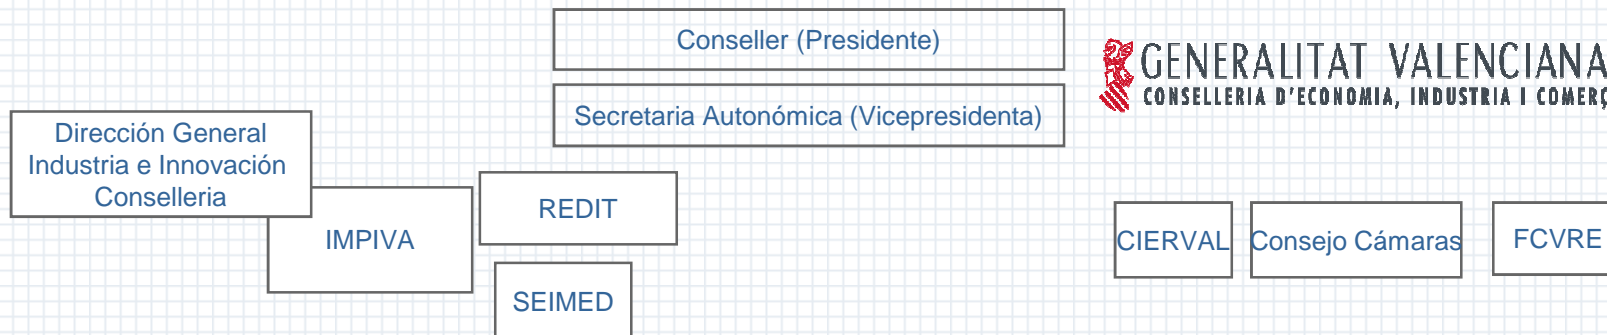 Conseller (Presidente)
GENERALITAT VALENCIANA
CONSELLERIA D'ECONOMIA, INDUSTRIA I COMERÇ
Secretaria Autonómica (Vicepresidenta)
Dirección General
Industria e Innovación
Conselleria
IMPIVA
REDIT
SEIMED
CIERVAL
Consejo Cámaras
FCVRE